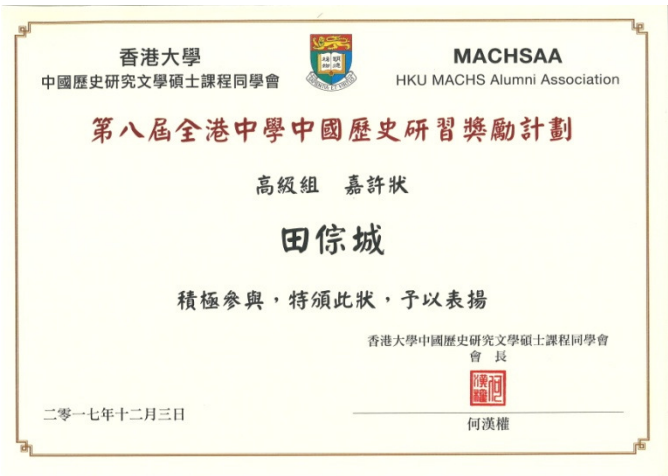 香港大學
中國歷史研究文學碩士課程同學會
MACHSAA
HKU MACHS Alumni Association
第八屆全港中學中國歷史研習獎勵計劃
高級組 嘉許狀
田倧城
積極參與，特頒此狀，予以表揚
香港大學中國歷史研究文學碩士課程同學會
會 長
何漢權
二零一七年十二月三日
何漢權